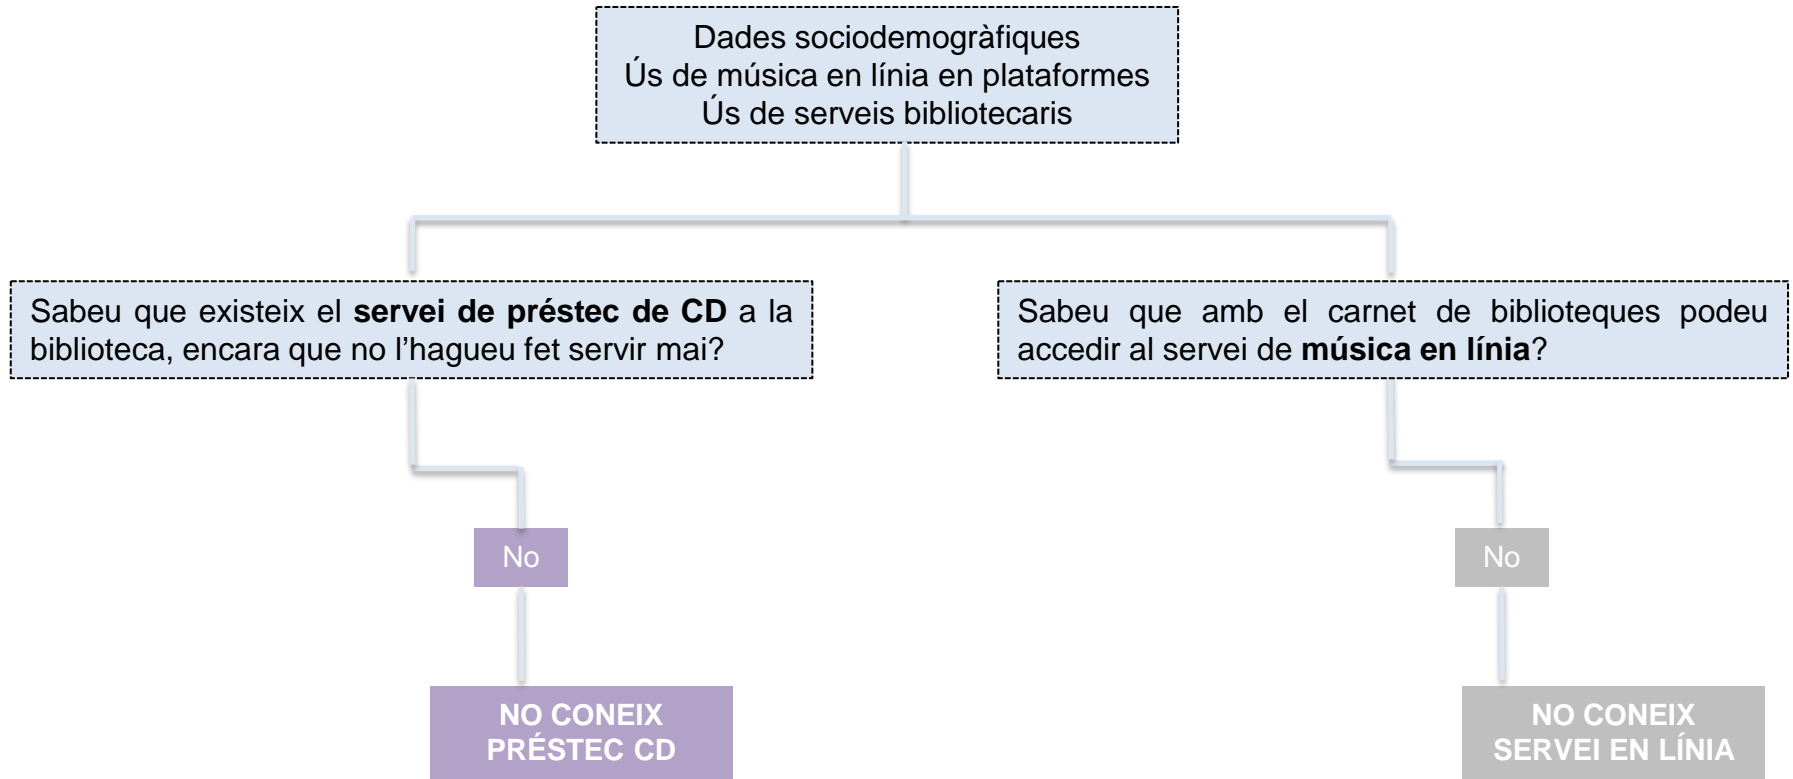 Dades sociodemogràfiques
Ús de música en línia en plataformes
Ús de serveis bibliotecaris
Sabeu que existeix el servei de préstec de CD a la
biblioteca, encara que no l'hagueu fet servir mai?
Sabeu que amb el carnet de biblioteques podeu
accedir al servei de música en línia?
No
No
NO CONEIX
PRÉSTEC CD
NO CONEIX
SERVEI EN LÍNIA